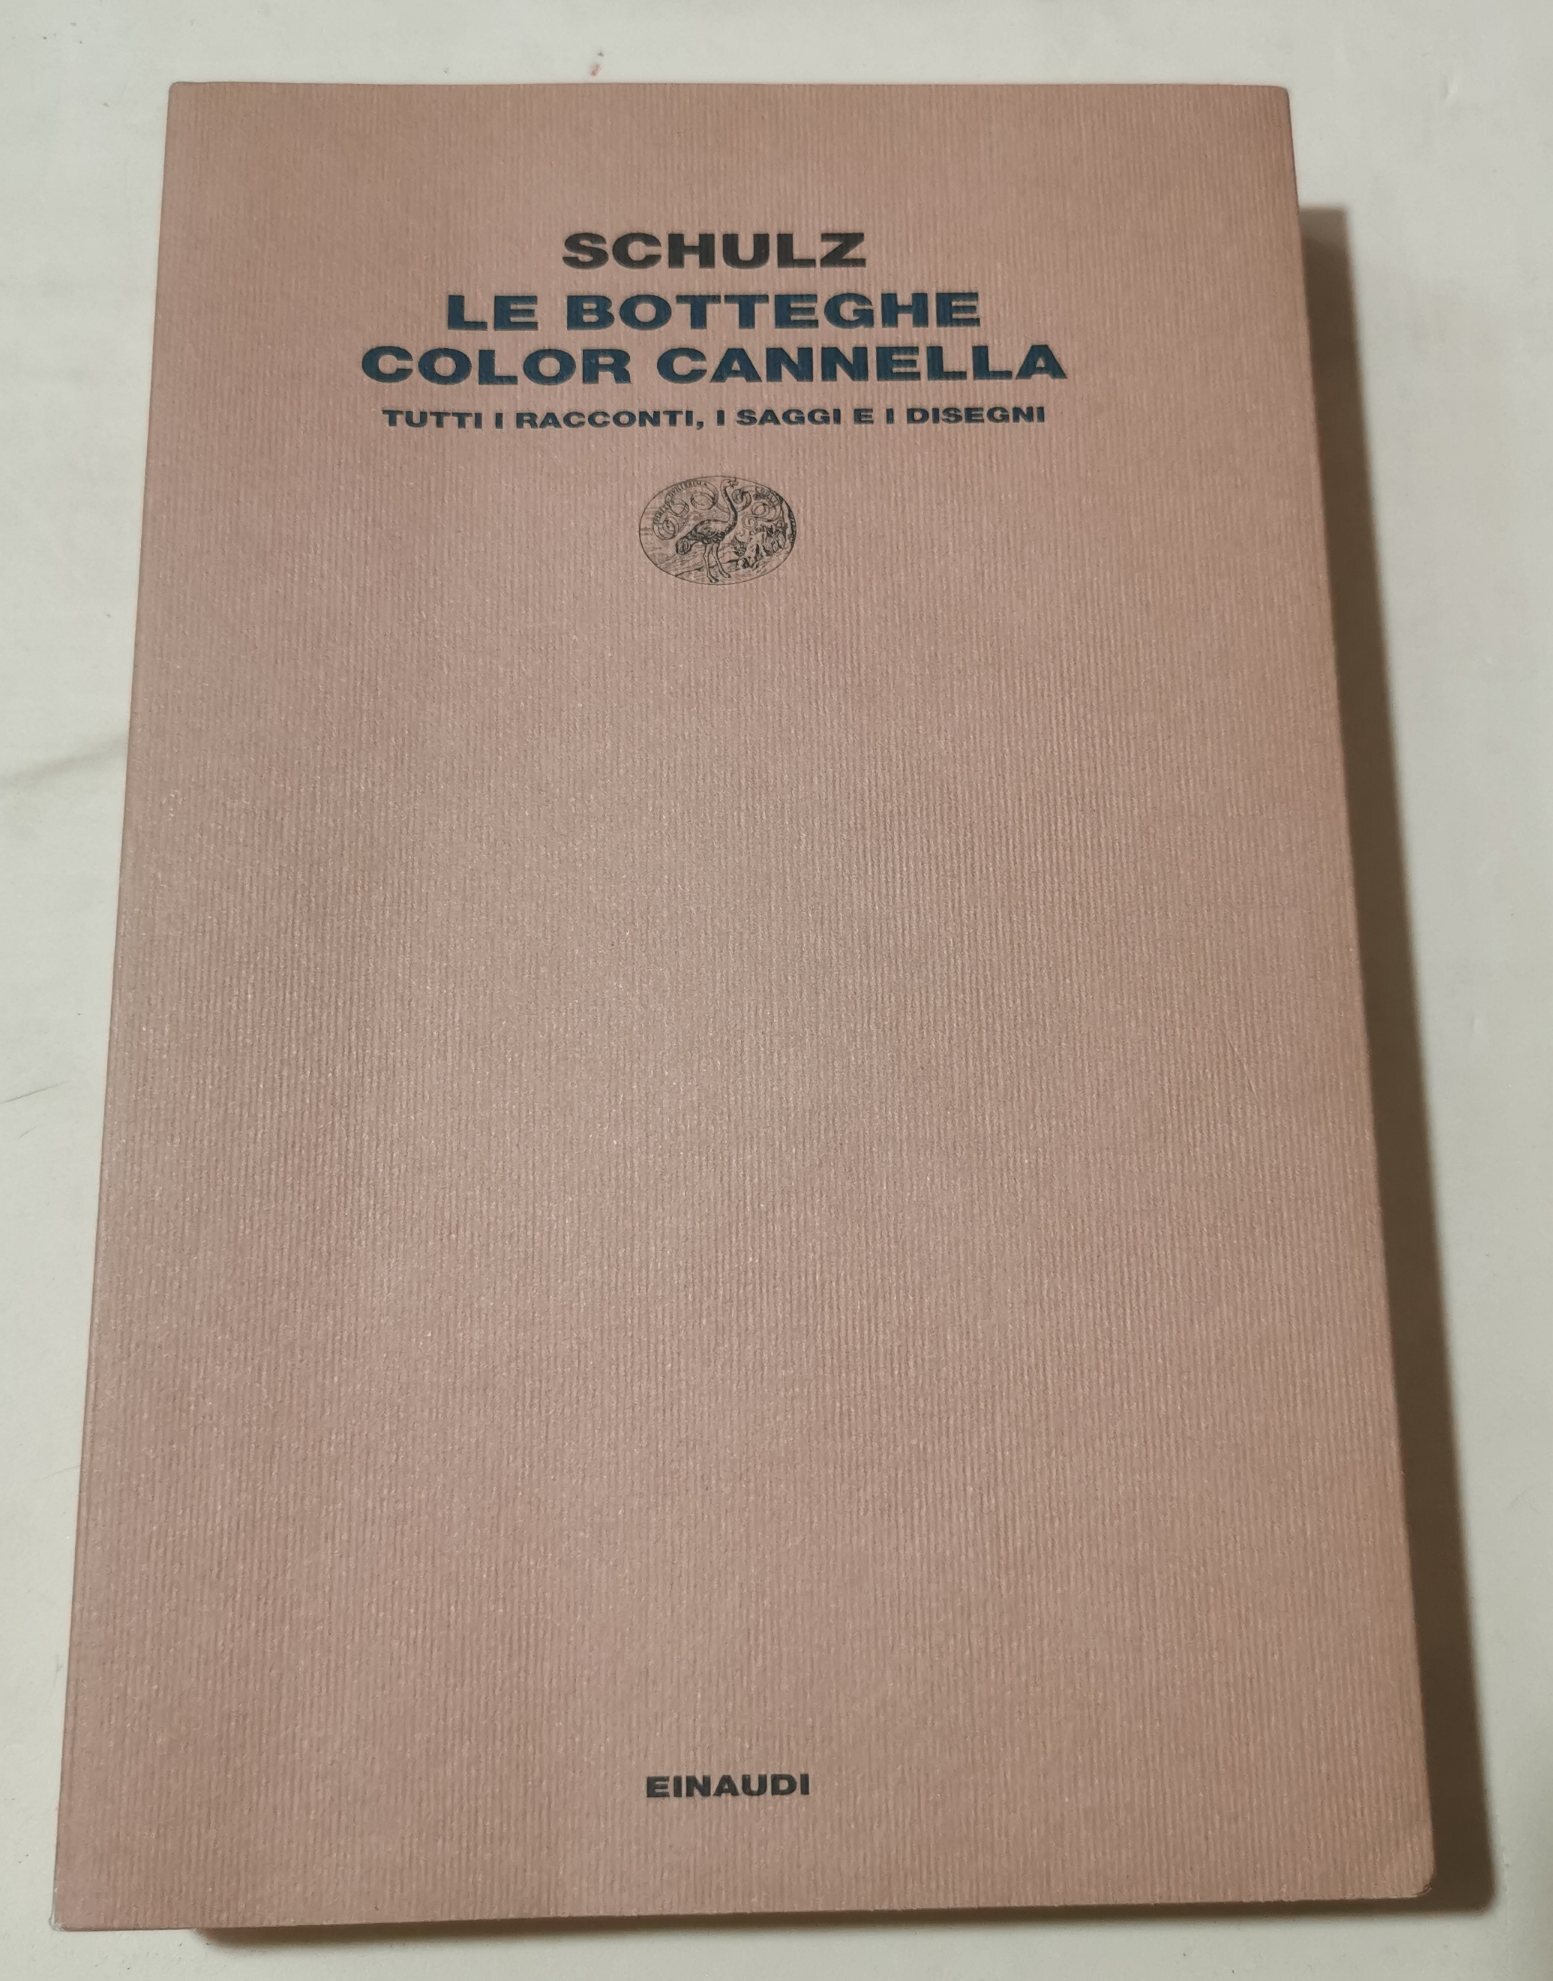 SCHULZ
LE BOTTEGHE
COLOR CANNELLA
TUTTI I RACCONTI, I SAGGI E I DISEGNI
EINAUDI